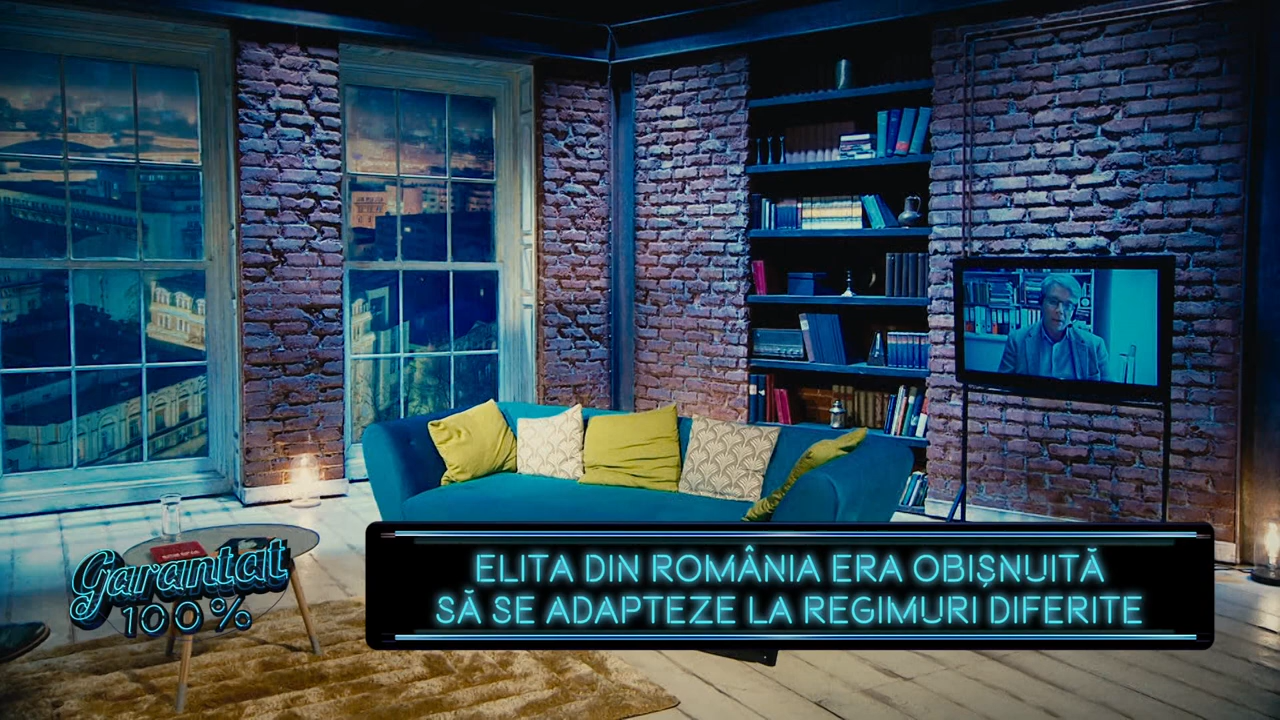 Garantat
100%
ELITA DIN ROMÂNIA ERA OBIȘNUITĂ
SĂ SE ADAPTEZE LA REGIMURI DIFERITE